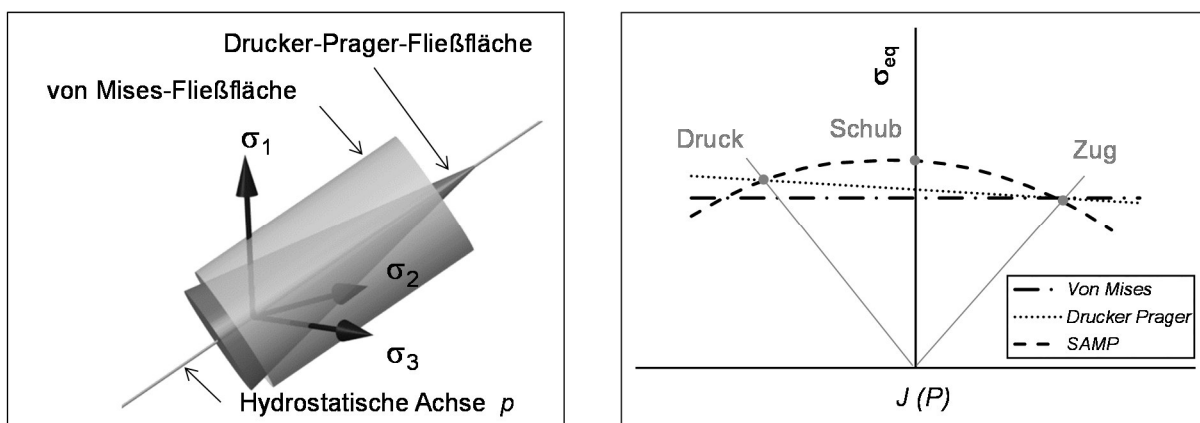 Drucker-Prager-Fließfläche
von Mises-Fließfläche
σ1
σ2
σ3
Hydrostatische Achse p
σeq
Druck
Schub
Zug
Von Mises
Drucker Prager
SAMP
J (P)